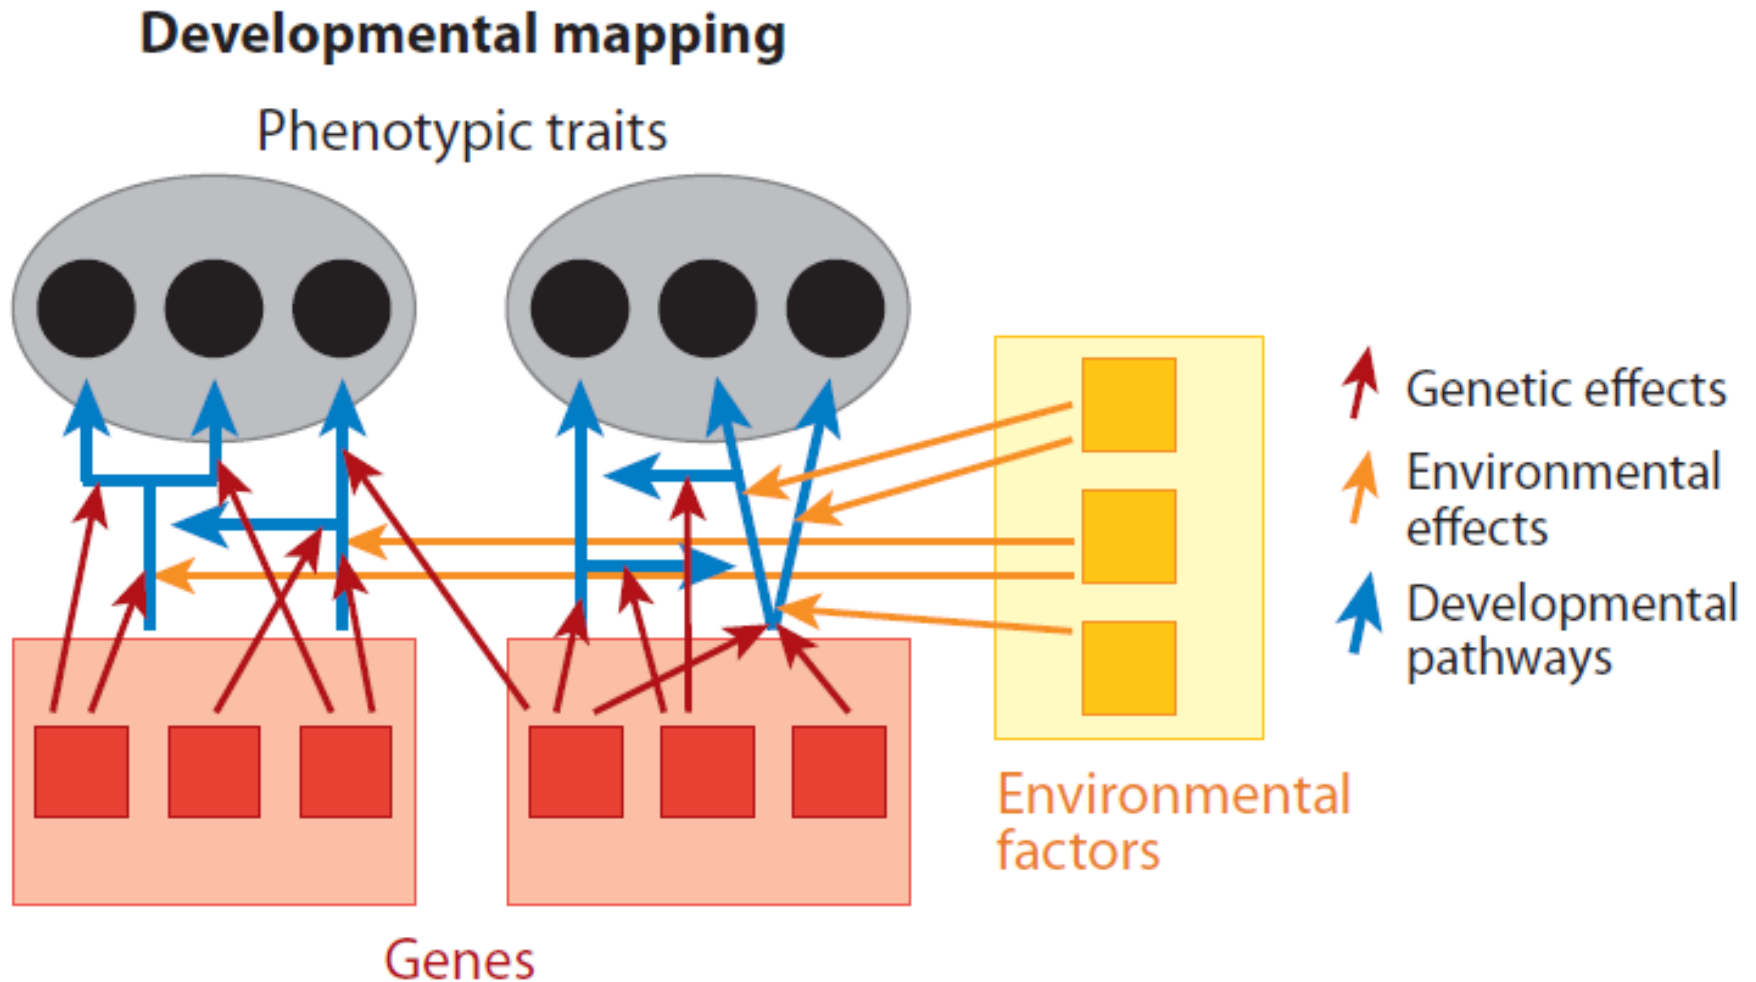 Developmental mapping
Phenotypic traits
Genetic effects
Environmental
effects
Developmental
pathways
Environmental
factors
Genes